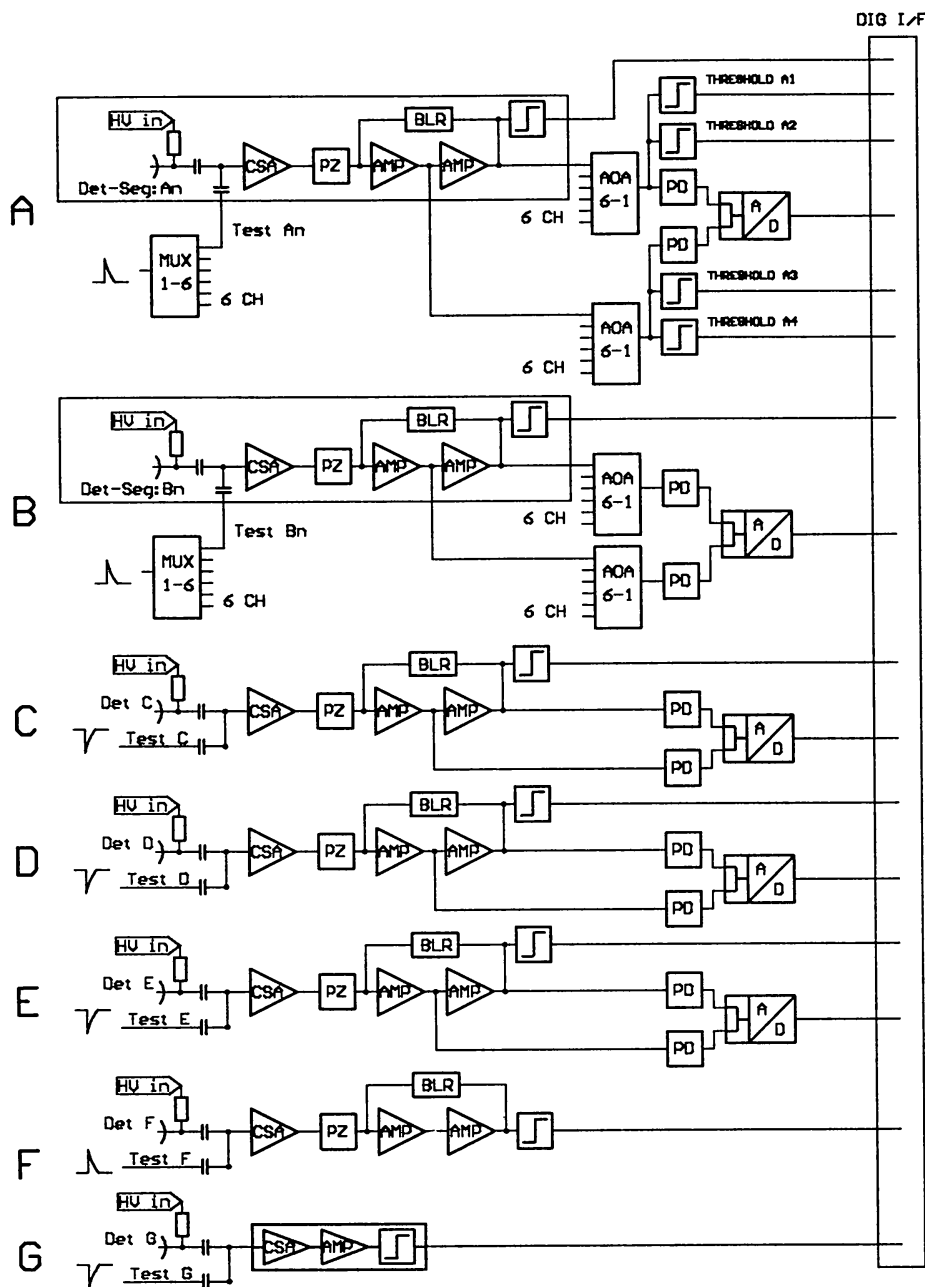 DIG I/F
THRESHOLD A1
HV in
BLR
THRESHOLD A2
CSA
PZ
AMP
AMP
AOA
6-1
PD
A
D
Det-Seg: An
A
6 CH
Test An
PD
MUX
1-6
THRESHOLD A3
6 CH
AOA
6-1
THRESHOLD A4
6 CH
HV in
BLR
CSA
PZ
AMP
AMP
AOA
6-1
PD
A
D
Det-Seg: Bn
B
6 CH
Test Bn
MUX
1-6
AOA
6-1
PD
6 CH
6 CH
HV in
BLR
Det C
CSA
PZ
AMP
AMP
PD
A
D
C
Test C
PD
HV in
BLR
Det D
CSA
PZ
AMP
AMP
PD
A
D
D
Test D
PD
HV in
BLR
Det E
CSA
PZ
AMP
AMP
PD
A
D
E
Test E
PD
HV in
BLR
Det F
CSA
PZ
AMP
AMP
F
Test F
HV in
Det G
CSA
AMP
G
Test G